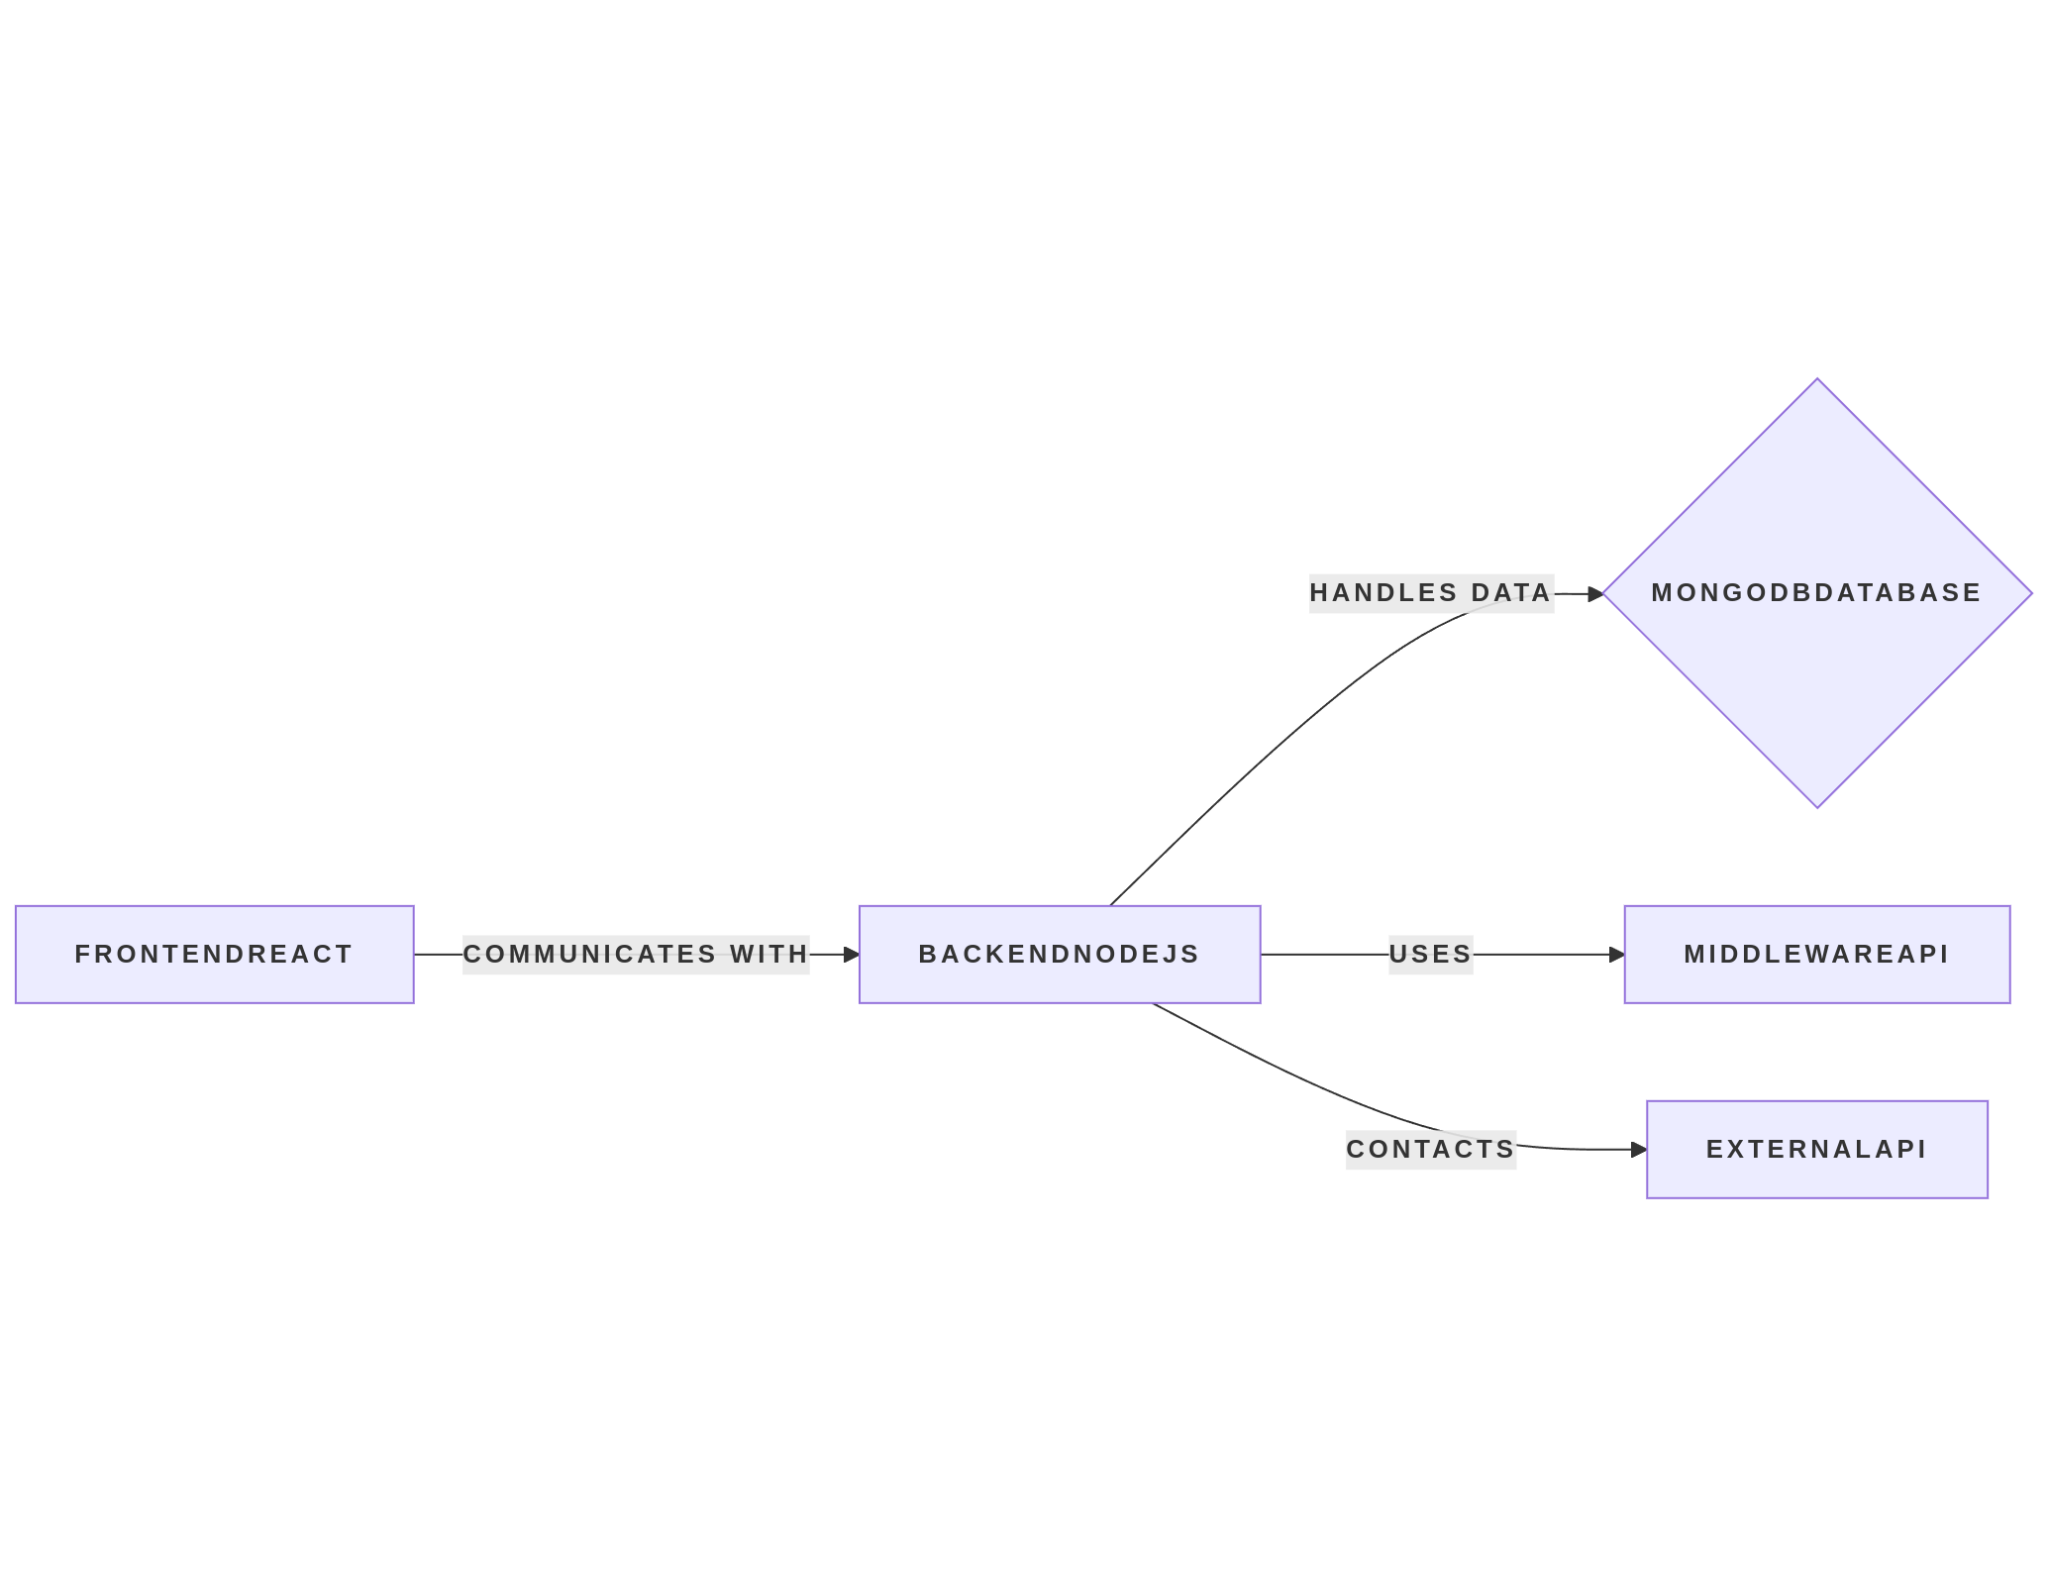 HANDLES DATA
MONGODBDATABASE
FRONTENDREACT
COMMUNICATES WITH
BACKENDNODEJS
USES
MIDDLEWAREAPI
CONTACTS
EXTERNALAPI